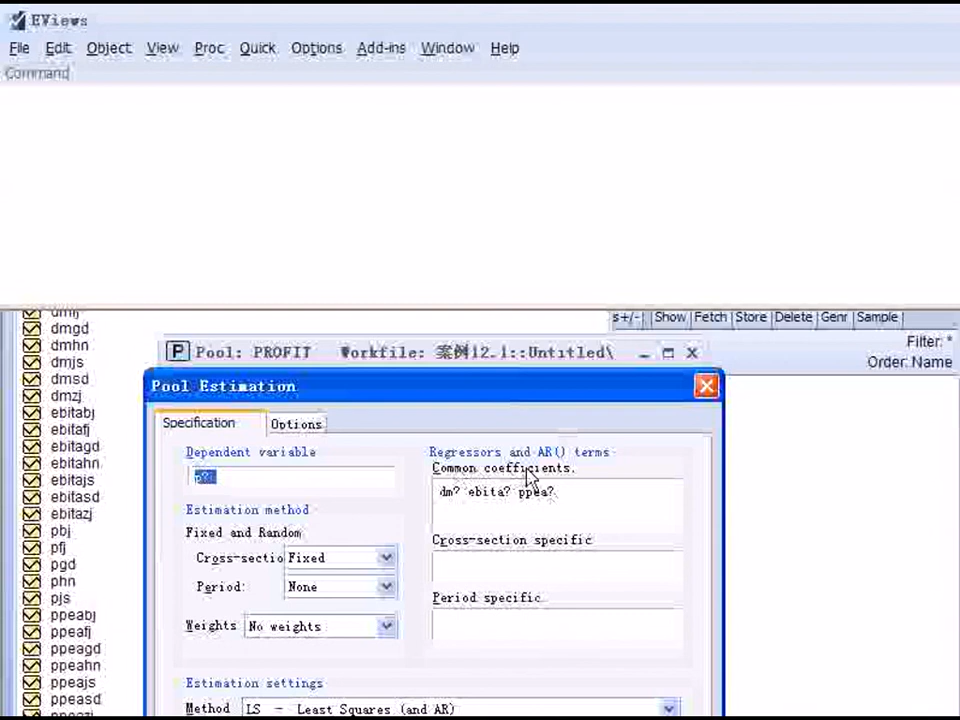 EViews
File Edit Object View Proc Quick Options Add-ins Window Help
Command
dmgd
dmhn
dmjs
dmsd
dmzj
ebitabj
ebitafj
ebitagd
ebitahn
ebitajs
ebitasd
ebitazj
pbj
pfj
pgd
phn
pjs
ppeabj
ppeafj
ppeagd
ppeahn
ppeajs
ppeasd
s+/- Show Fetch Store Delete Genr Sample
Filter: *
Order: Name
P Pool: PROFIT Workfile: 案例12.1::Untitled\
Pool Estimation
Specification Options
Dependent variable
Estimation method
Fixed and Random
Cross-sectio Fixed
Period: None
Weights No weights
Regressors and AR() terms
Common coefficients.
dm? ebita? ppea?
Cross-section specific
Period specific.
Estimation settings
Method LS - Least Squares (and AR)